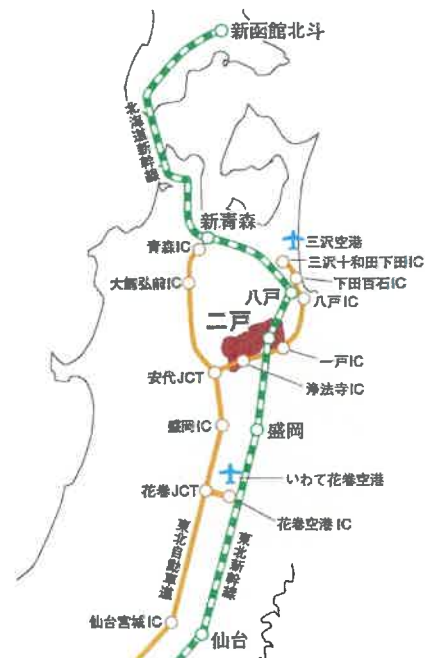 新函館北斗
北海道新幹線
新青森
青森IC
三沢空港
三沢十和田下田IC
大鰐弘前IC
下田百石IC
八戸
八戸IC
二戸
一戸IC
安代JCT
浄法寺IC
盛岡IC
盛岡
いわて花巻空港
花巻JCT
花巻空港IC
東北自動車道
東北新幹線
仙台宮城IC
仙台